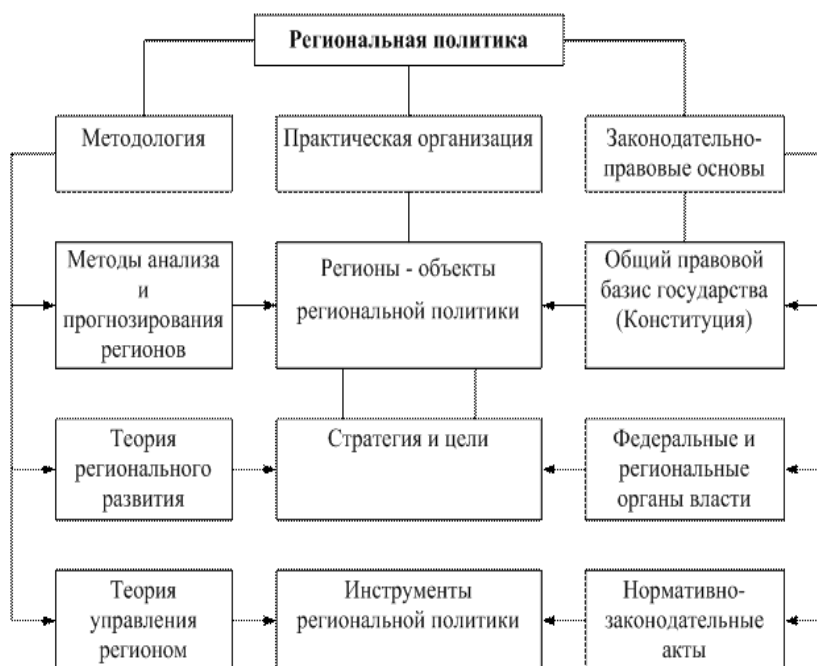 Региональная политика
Методология
Практическая организация
Законодательно-
правовые основы
Методы анализа
и
прогнозирования
регионов
Регионы - объекты
региональной политики
Общий правовой
базис государства
(Конституция)
Теория
регионального
развития
Стратегия и цели
Федеральные и
региональные
органы власти
Теория
управления
регионом
Инструменты
региональной политики
Нормативно-
законодательные
акты